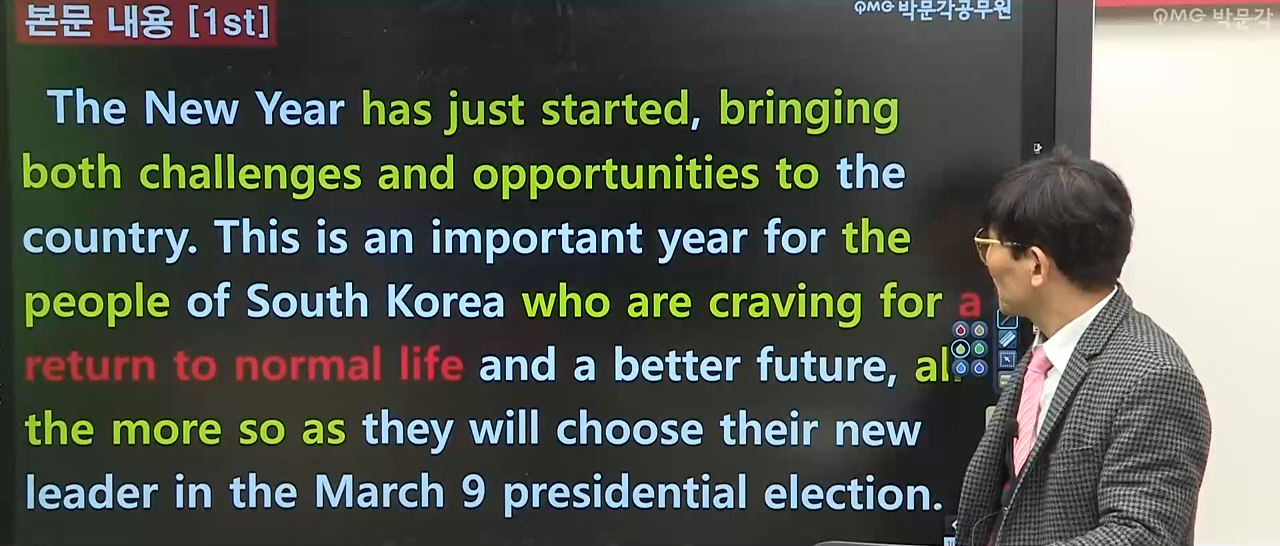 본문 내용 [1st]
QMG 박문각공무원
QMG 박문각
The New Year has just started, bringing
both challenges and opportunities to the
country. This is an important year for the
people of South Korea who are craving for a
return to normal life and a better future, all
the more so as they will choose their new
leader in the March 9 presidential election.